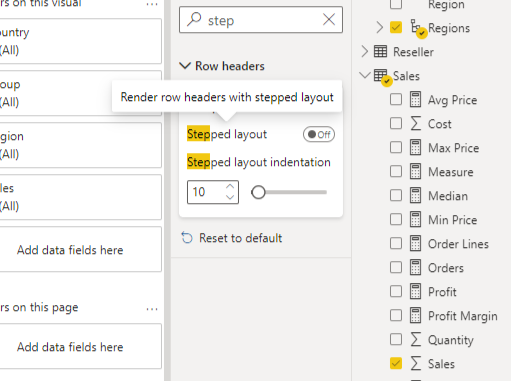 rs on this visual ...
ountry
(All)
oup
(All)
gion
(All)
les
(All)
Add data fields here
rs on this page ...
Add data fields here
step
Row headers
Render row headers with stepped layout
Stepped layout
Off
Stepped layout indentation
10
Reset to default
Region
Regions
Reseller
Sales
Avg Price
Cost
Max Price
Measure
Median
Min Price
Order Lines
Orders
Profit
Profit Margin
Quantity
Sales